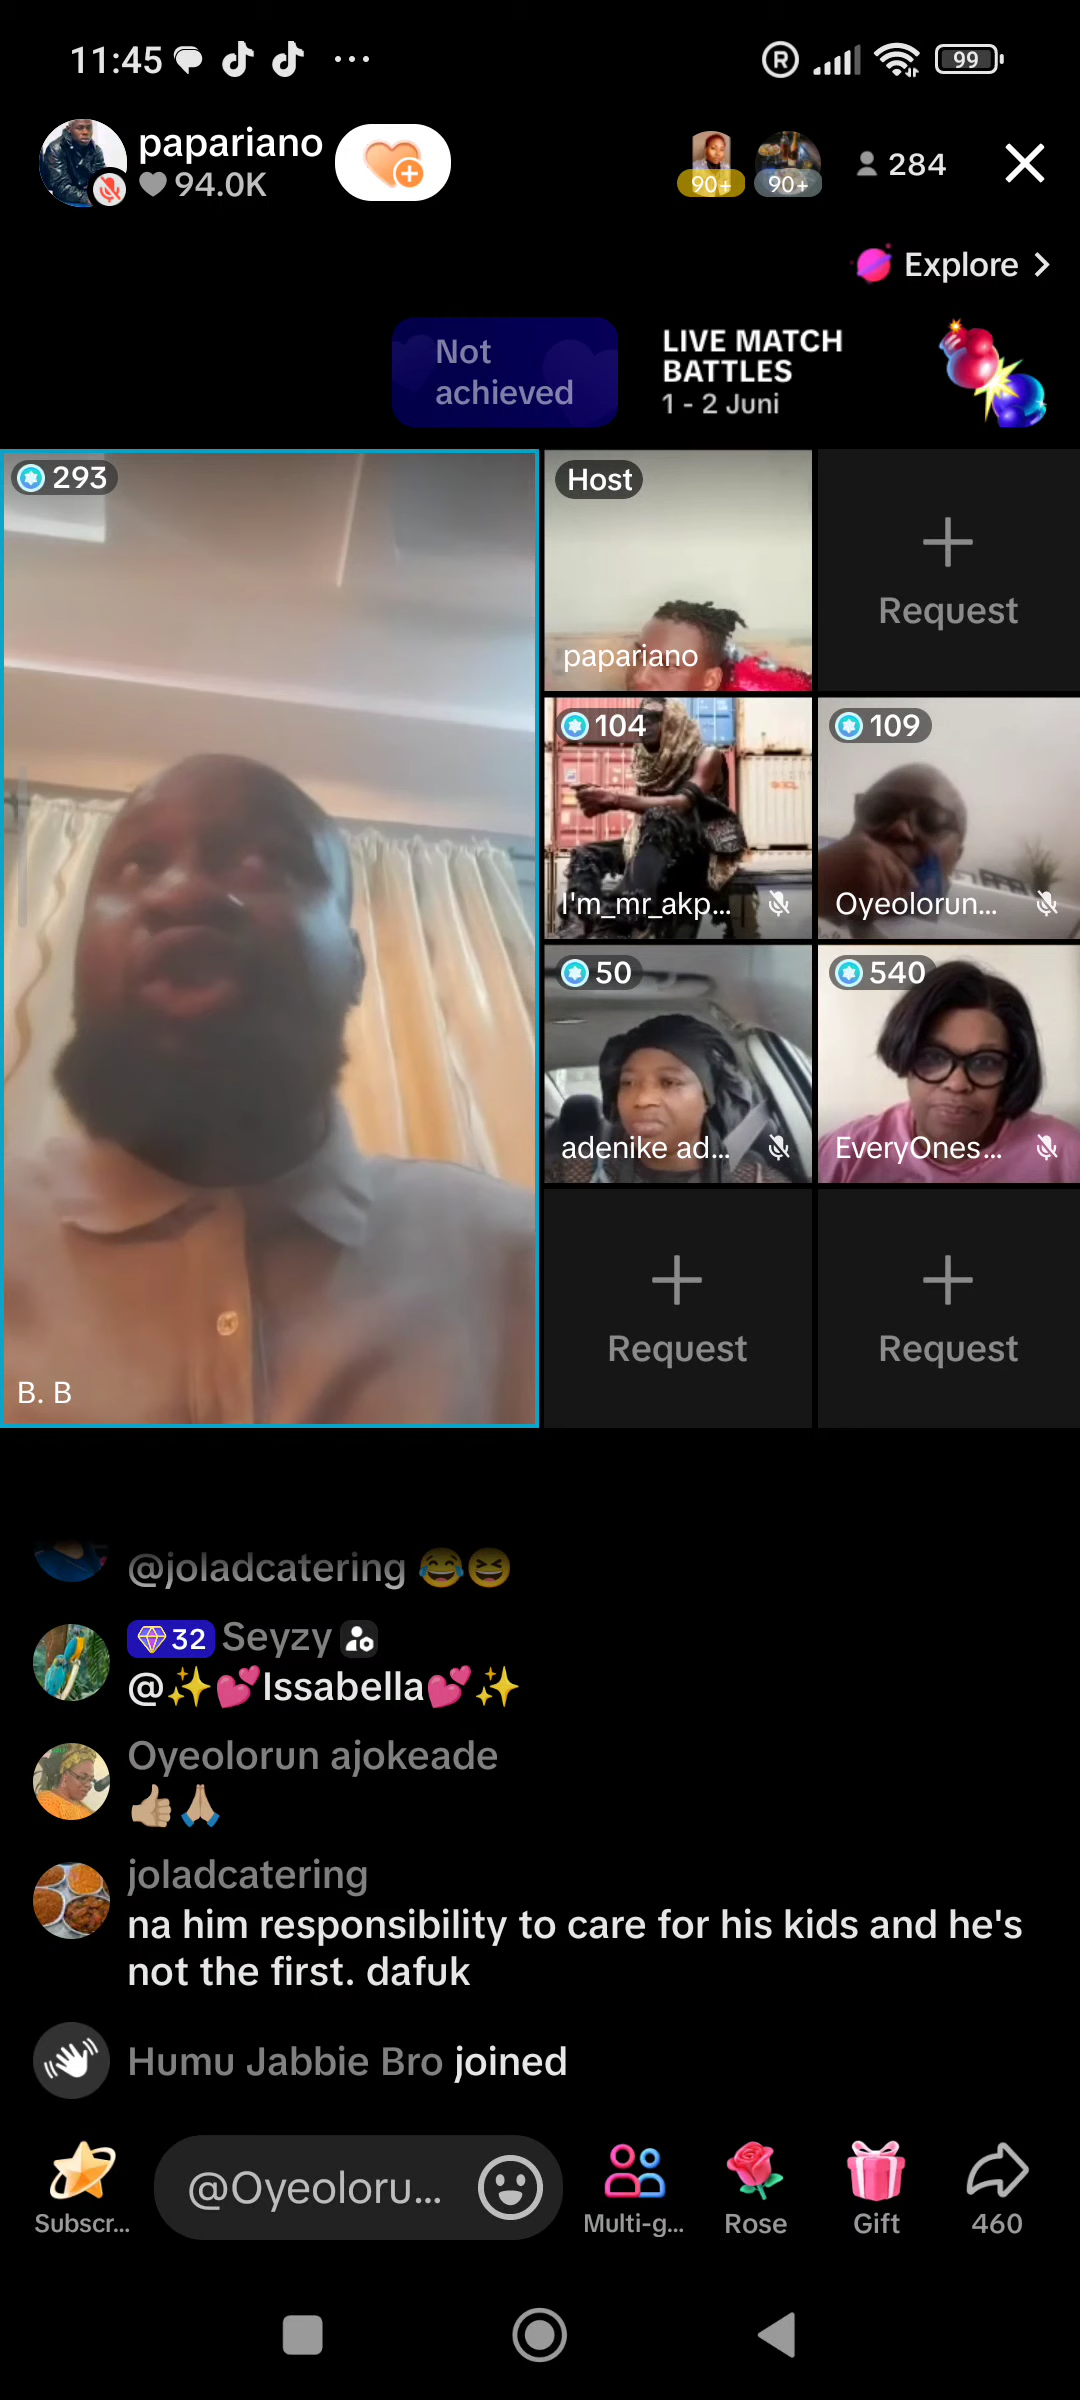 11:45
R
99
papariano
94.0K
90+
90+
284
Explore
Not
achieved
LIVE MATCH
BATTLES
1 - 2 Juni
293
Host
papariano
Request
104
I'm_mr_akp...
109
Oyeolorun...
50
adenike ad...
540
EveryOnes...
B. B
Request
Request
@joladcatering 😂😆
32 Seyzy
@✨💕Issabella💕✨
Oyeolorun ajokeade
👍🏼🙏🏼
joladcatering
na him responsibility to care for his kids and he's
not the first. dafuk
Humu Jabbie Bro joined
@Oyeoloru...
Subscr...
Multi-g...
Rose
Gift
460